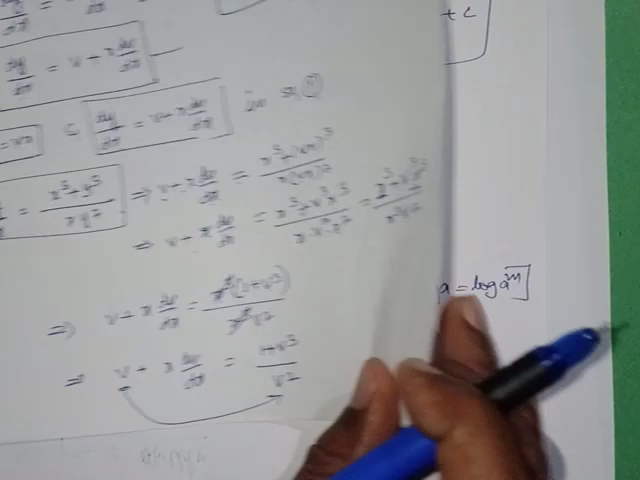 + c
dy/dx = v + x dv/dx
= vx & dy/dx = v + x dv/dx in eq ①
= x³+y³/xy² ⇒ v + x dv/dx = x³+(vx)³/x(vx)²
⇒ v + x dv/dx = x³+v³x³/x·v²x² = x³+v³x³/x³v²
a = log aᵐ
⇒ v + x dv/dx = x³(1+v³)/x³v²
⇒ v + x dv/dx = 1+v³/v²